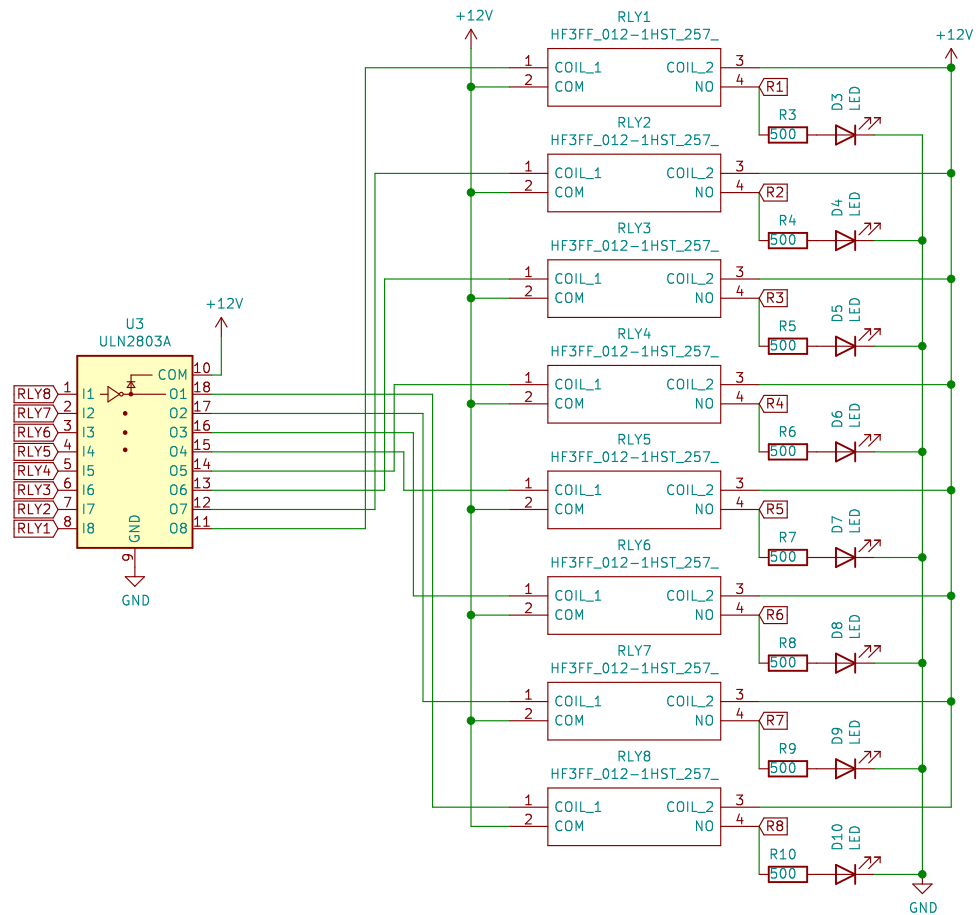 +12V
+12V
RLY1
HF3FF_012-1HST_257_
1 COIL_1 COIL_2 3
2 COM NO 4 R1
R3
500
D3
LED
RLY2
HF3FF_012-1HST_257_
1 COIL_1 COIL_2 3
2 COM NO 4 R2
R4
500
D4
LED
RLY3
HF3FF_012-1HST_257_
1 COIL_1 COIL_2 3
2 COM NO 4 R3
R5
500
D5
LED
RLY4
HF3FF_012-1HST_257_
1 COIL_1 COIL_2 3
2 COM NO 4 R4
R6
500
D6
LED
RLY5
HF3FF_012-1HST_257_
1 COIL_1 COIL_2 3
2 COM NO 4 R5
R7
500
D7
LED
RLY6
HF3FF_012-1HST_257_
1 COIL_1 COIL_2 3
2 COM NO 4 R6
R8
500
D8
LED
RLY7
HF3FF_012-1HST_257_
1 COIL_1 COIL_2 3
2 COM NO 4 R7
R9
500
D9
LED
RLY8
HF3FF_012-1HST_257_
1 COIL_1 COIL_2 3
2 COM NO 4 R8
R10
500
D10
LED
GND
+12V
U3
ULN2803A
COM 10
RLY8 1 I1 O1 18
RLY7 2 I2 O2 17
RLY6 3 I3 O3 16
RLY5 4 I4 O4 15
RLY4 5 I5 O5 14
RLY3 6 I6 O6 13
RLY2 7 I7 O7 12
RLY1 8 I8 O8 11
GND
9
GND